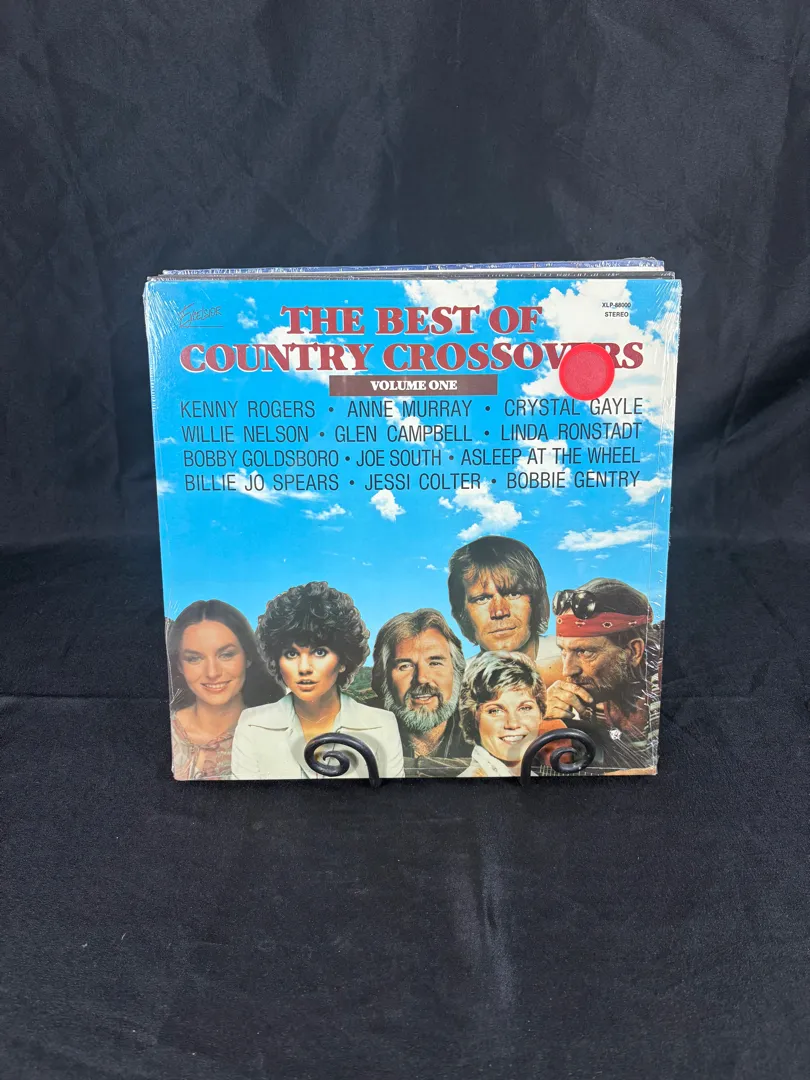 XLP-88000
STEREO
THE BEST OF
COUNTRY CROSSOVERS
VOLUME ONE
KENNY ROGERS • ANNE MURRAY • CRYSTAL GAYLE
WILLIE NELSON • GLEN CAMPBELL • LINDA RONSTADT
BOBBY GOLDSBORO • JOE SOUTH • ASLEEP AT THE WHEEL
BILLIE JO SPEARS • JESSI COLTER • BOBBIE GENTRY